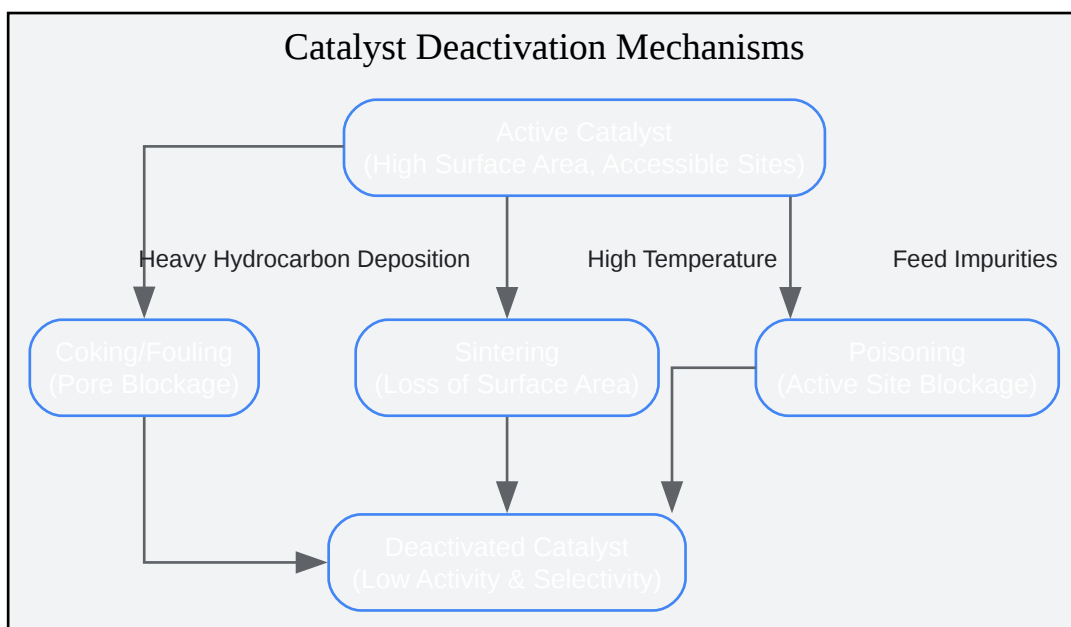 Catalyst Deactivation Mechanisms
Active Catalyst
(High Surface Area, Accessible Sites)
Heavy Hydrocarbon Deposition
High Temperature
Feed Impurities
Coking/Fouling
(Pore Blockage)
Sintering
(Loss of Surface Area)
Poisoning
(Active Site Blockage)
Deactivated Catalyst
(Low Activity & Selectivity)